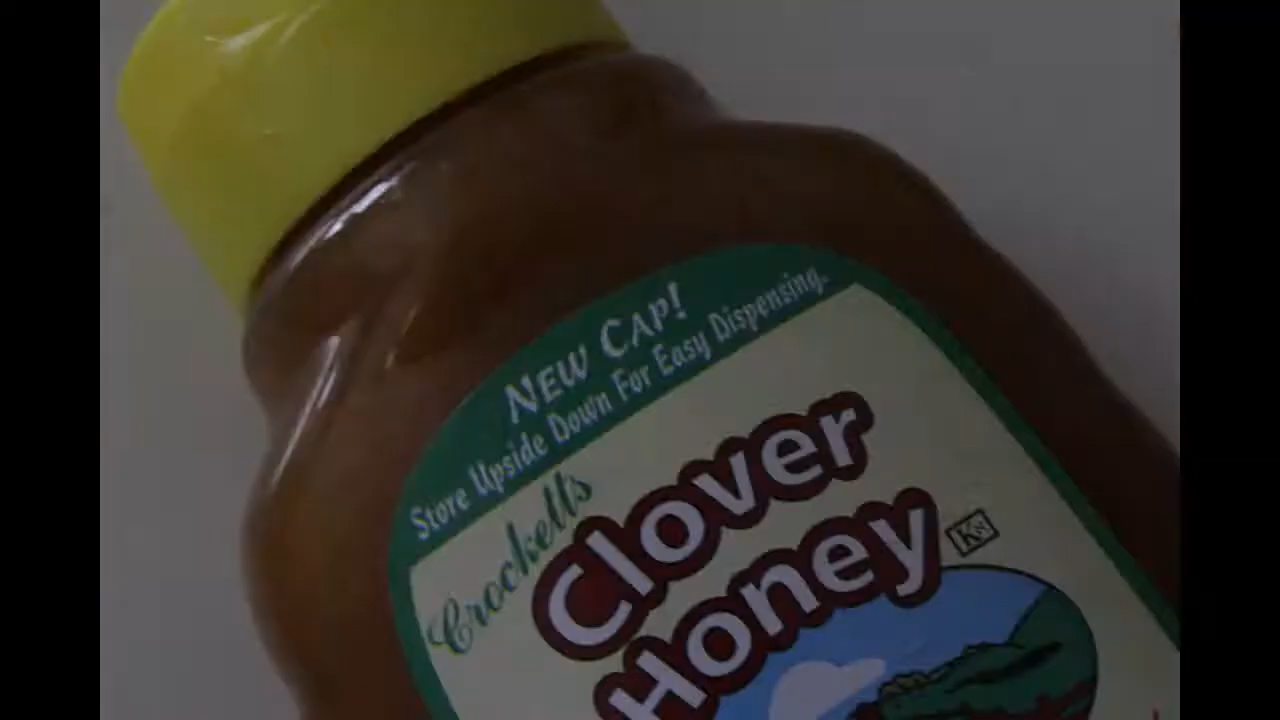 NEW CAP!
Store Upside Down For Easy Dispensing.
Crockett's
Clover
Honey